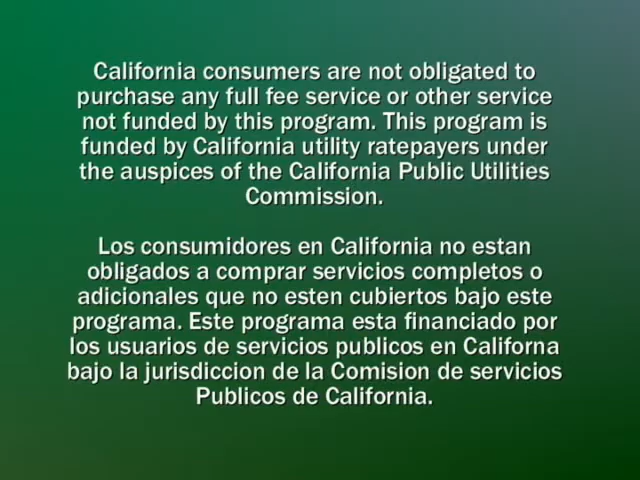 California consumers are not obligated to
purchase any full fee service or other service
not funded by this program. This program is
funded by California utility ratepayers under
the auspices of the California Public Utilities
Commission.
Los consumidores en California no estan
obligados a comprar servicios completos o
adicionales que no esten cubiertos bajo este
programa. Este programa esta financiado por
los usuarios de servicios publicos en Californa
bajo la jurisdiccion de la Comision de servicios
Publicos de California.